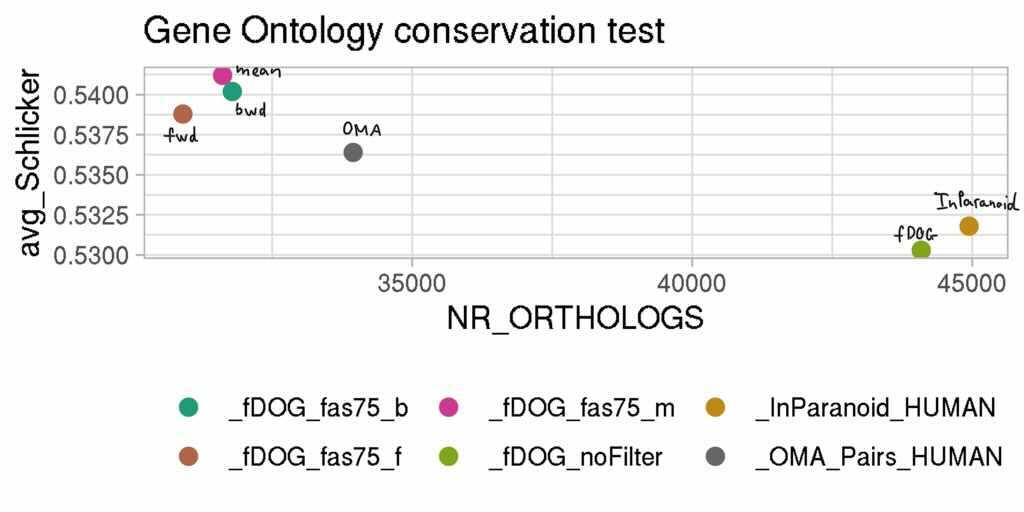 Gene Ontology conservation test
avg_Schlicker
0.5400
0.5375
0.5350
0.5325
0.5300
mean
bwd
fwd
OMA
InParanoid
fDOG
35000 40000 45000
NR_ORTHOLOGS
_fDOG_fas75_b _fDOG_fas75_m _InParanoid_HUMAN
_fDOG_fas75_f _fDOG_noFilter _OMA_Pairs_HUMAN